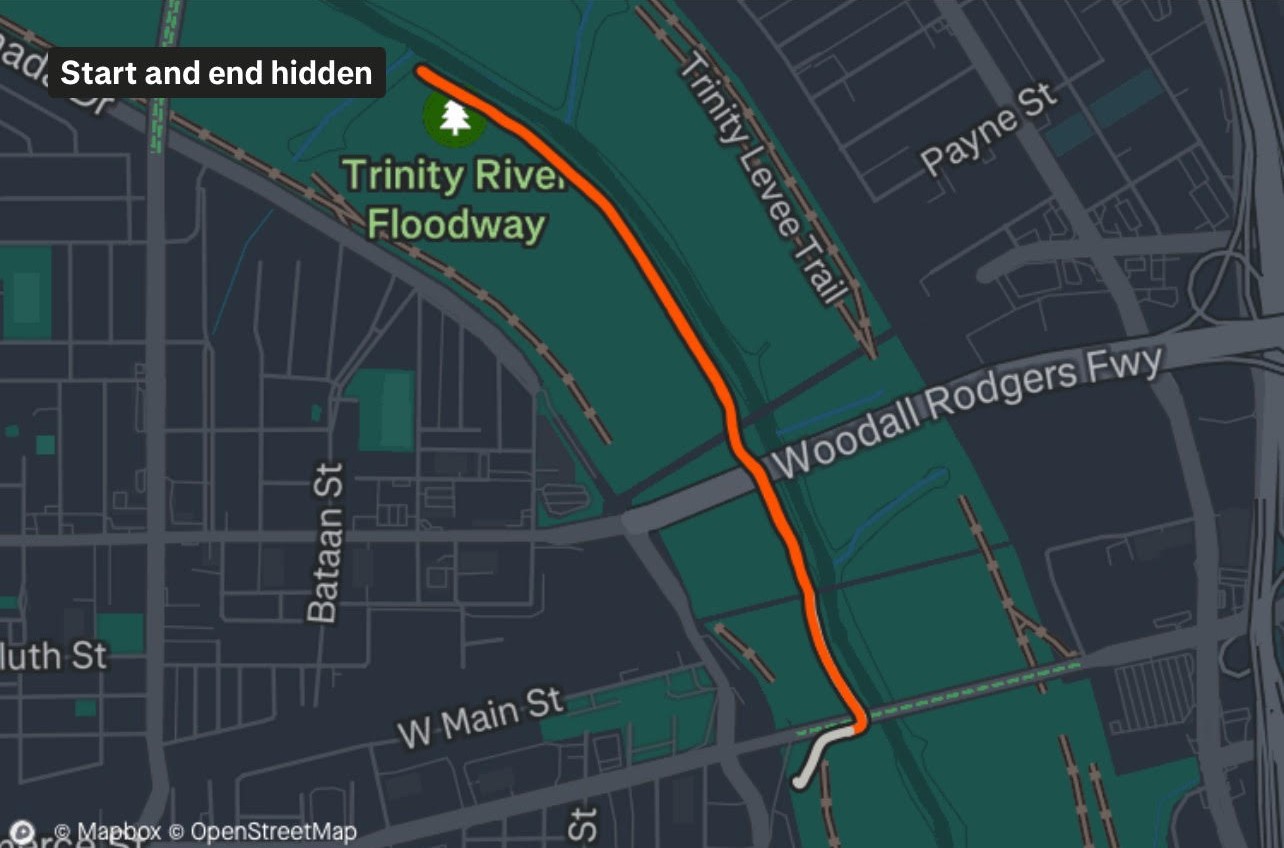 Start and end hidden
Trinity Levee Trail
Payne St
Trinity River
Floodway
Woodall Rodgers Fwy
Bataan St
luth St
W Main St
St
© Mapbox © OpenStreetMap